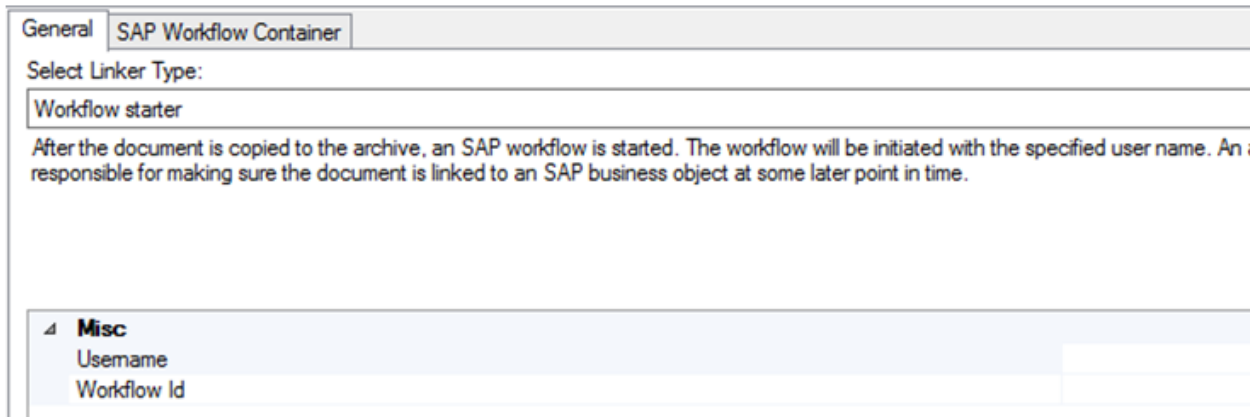 General
SAP Workflow Container
Select Linker Type:
Workflow starter
After the document is copied to the archive, an SAP workflow is started. The workflow will be initiated with the specified user name. An
responsible for making sure the document is linked to an SAP business object at some later point in time.
Misc
Username
Workflow Id